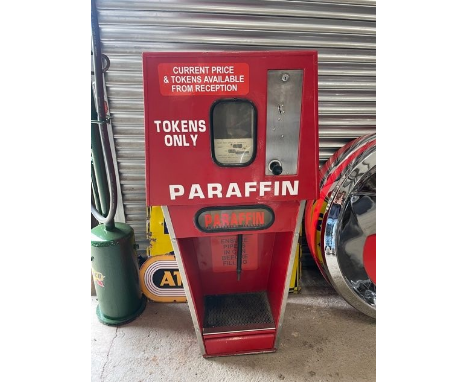 CURRENT PRICE
& TOKENS AVAILABLE
FROM RECEPTION
TOKENS
ONLY
PARAFFIN
PARAFFIN